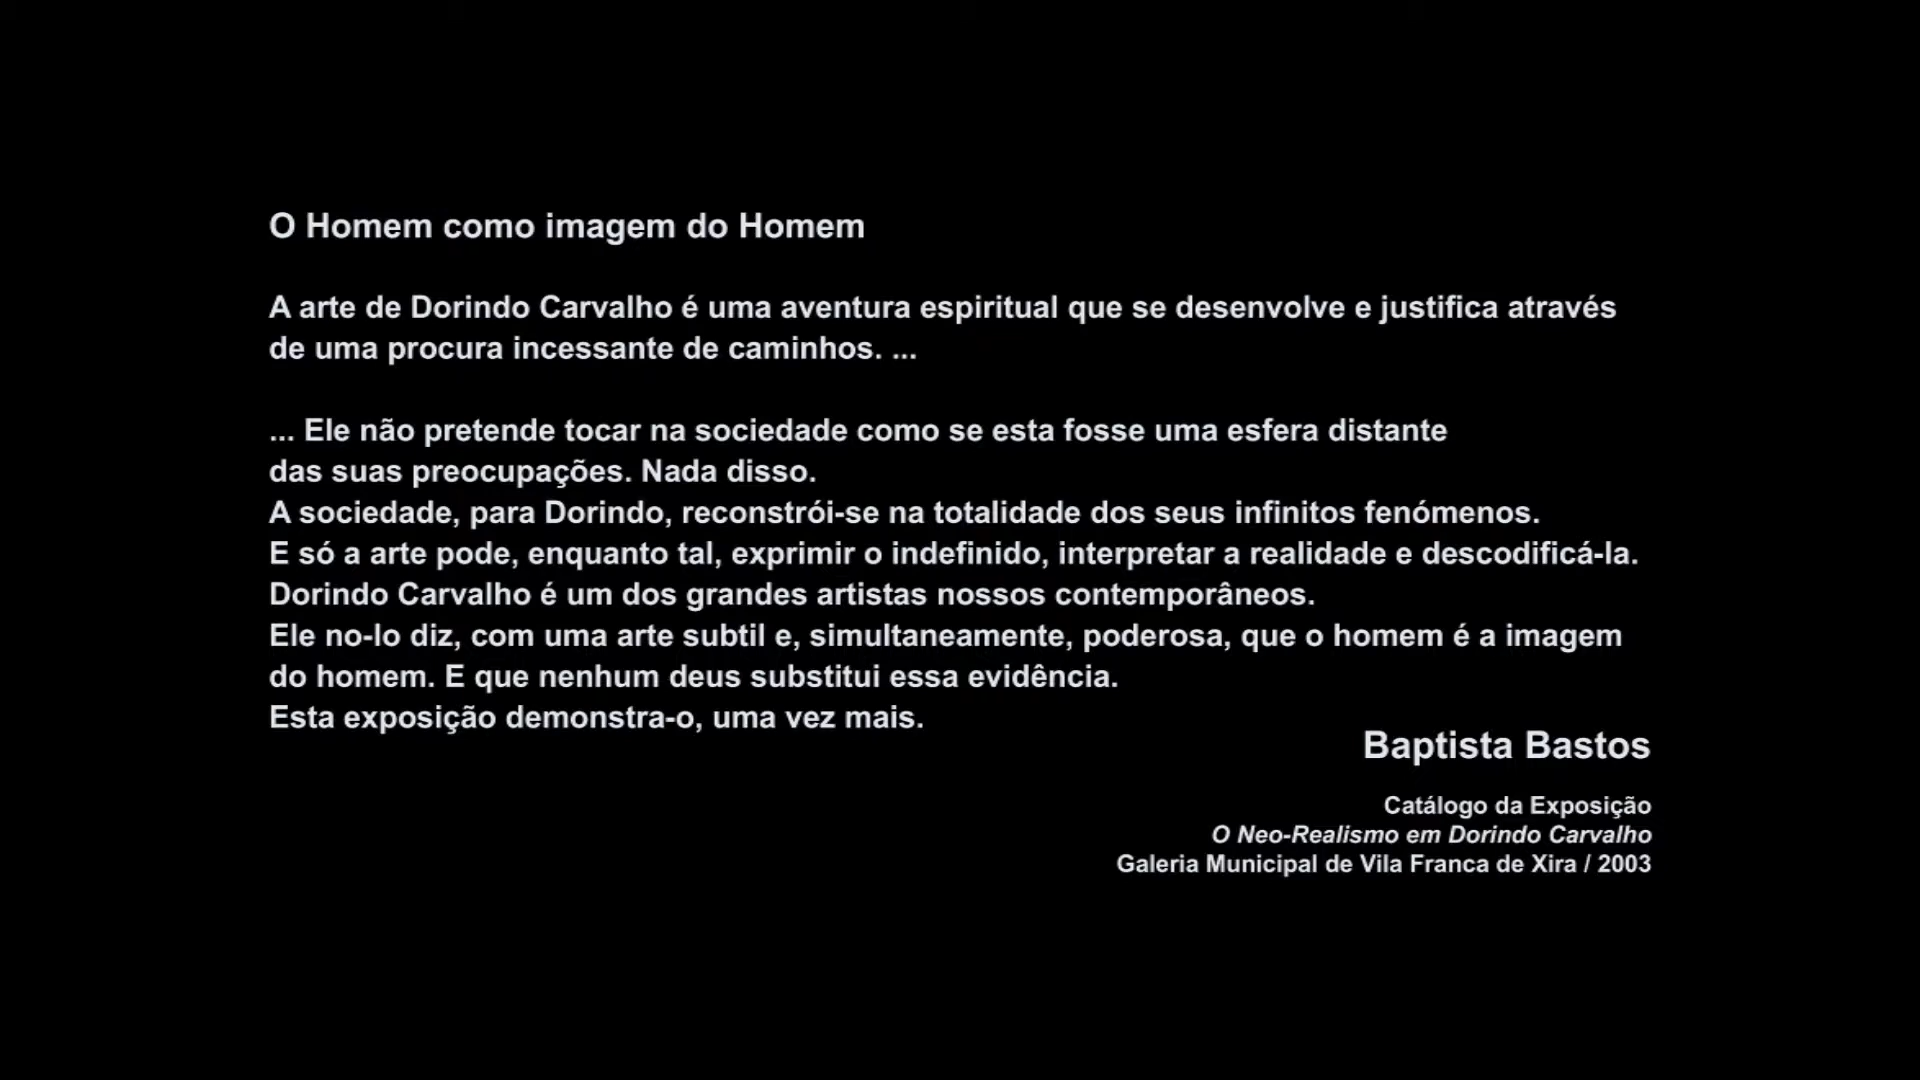 O Homem como imagem do Homem
A arte de Dorindo Carvalho é uma aventura espiritual que se desenvolve e justifica através
de uma procura incessante de caminhos. ...
... Ele não pretende tocar na sociedade como se esta fosse uma esfera distante
das suas preocupações. Nada disso.
A sociedade, para Dorindo, reconstrói-se na totalidade dos seus infinitos fenómenos.
E só a arte pode, enquanto tal, exprimir o indefinido, interpretar a realidade e descodificá-la.
Dorindo Carvalho é um dos grandes artistas nossos contemporâneos.
Ele no-lo diz, com uma arte subtil e, simultaneamente, poderosa, que o homem é a imagem
do homem. E que nenhum deus substitui essa evidência.
Esta exposição demonstra-o, uma vez mais.
Baptista Bastos
Catálogo da Exposição
O Neo-Realismo em Dorindo Carvalho
Galeria Municipal de Vila Franca de Xira / 2003